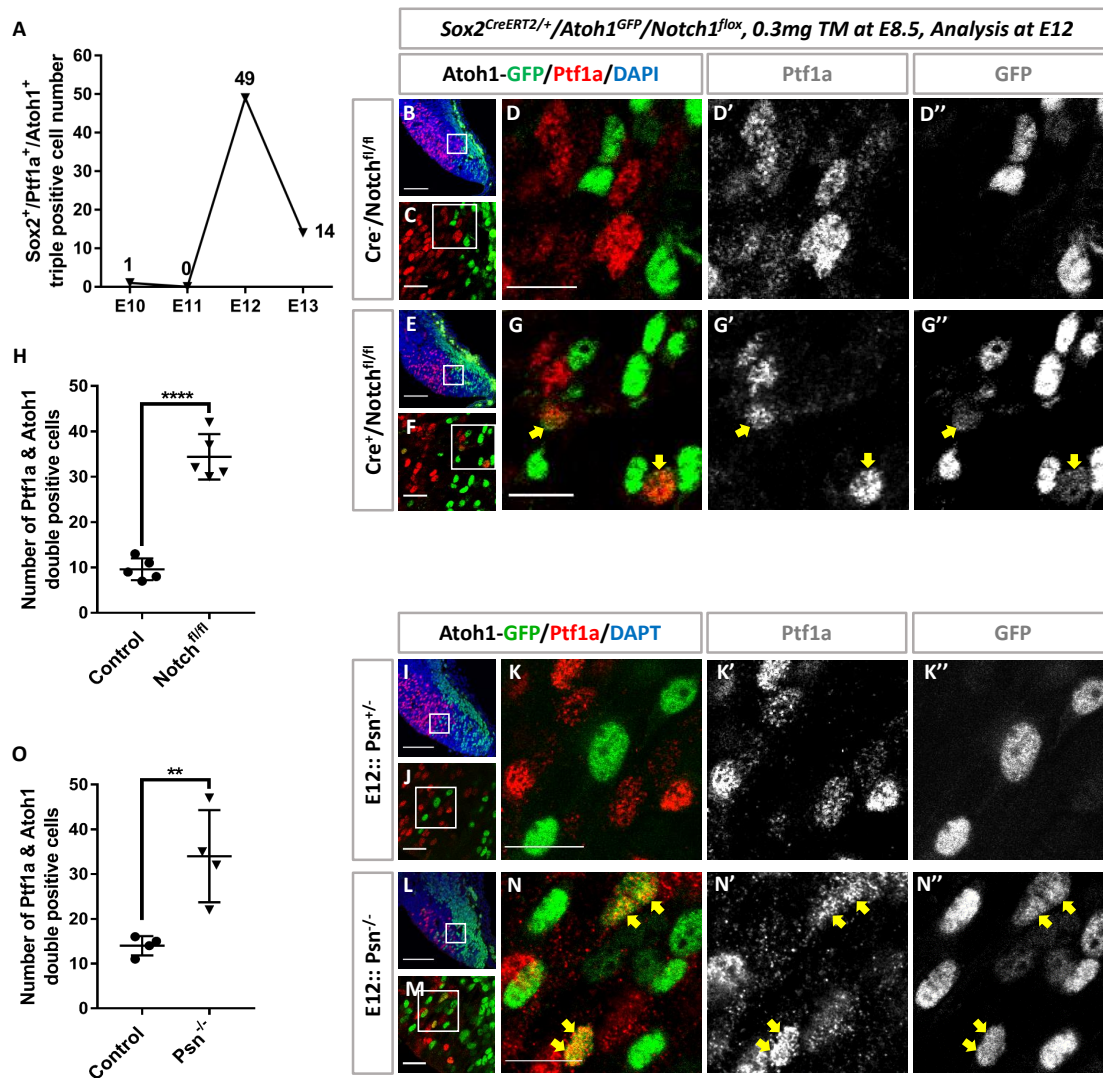 A
Sox2+/Ptf1a+/Atoh1+
triple positive cell number
60
50
40
30
20
10
0
1
0
49
14
E10 E11 E12 E13
Sox2CreERT2/+/Atoh1GFP/Notch1flox, 0.3mg TM at E8.5, Analysis at E12
Atoh1-GFP/Ptf1a/DAPI
Ptf1a
GFP
Cre-/Notchfl/fl
B
C
D
D’
D’’
Cre+/Notchfl/fl
E
F
G
G’
G’’
H
Number of Ptf1a & Atoh1
double positive cells
50
40
30
20
10
0
****
Control
Notchfl/fl
Atoh1-GFP/Ptf1a/DAPT
Ptf1a
GFP
E12:: Psn+/-
I
J
K
K’
K’’
E12:: Psn-/-
L
M
N
N’
N’’
O
Number of Ptf1a & Atoh1
double positive cells
50
40
30
20
10
0
**
Control
Psn-/-